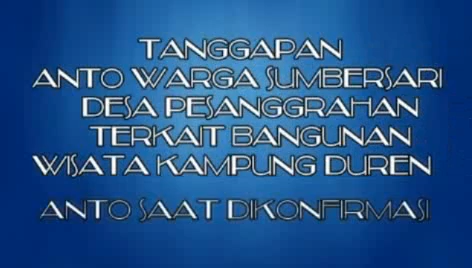 TANGGAPAN
ANTO WARGA SUMBERSARI
DESA PESANGGRAHAN
TERKAIT BANGUNAN
WISATA KAMPUNG DUREN
ANTO SAAT DIKONFIRMASI